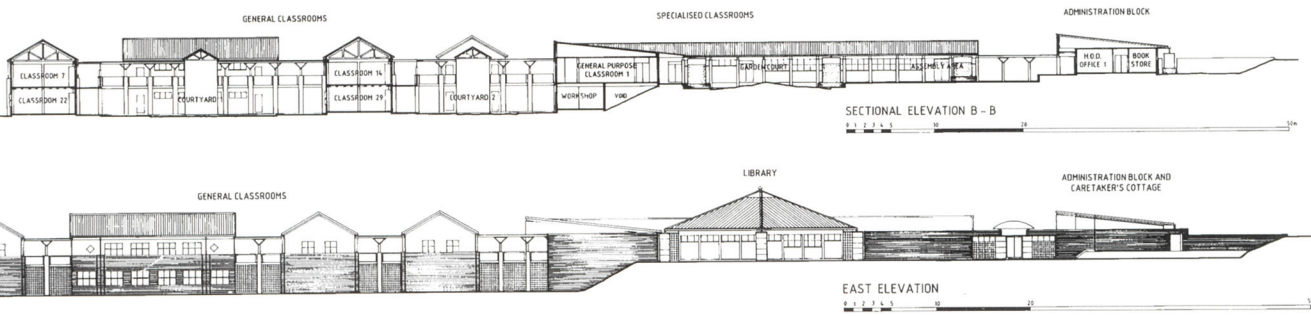 GENERAL CLASSROOMS
SPECIALISED CLASSROOMS
ADMINISTRATION BLOCK
CLASSROOM 7
CLASSROOM 22
COURTYARD
CLASSROOM 14
CLASSROOM 29
COURTYARD 2
GENERAL PURPOSE
CLASSROOM 1
WORKSHOP
VOID
GARDEN COURT
ASSEMBLY AREA
H.O.D.
OFFICE 1
BOOK
STORE
SECTIONAL ELEVATION B - B
0 1 2 3 4 5 10 20 50m
GENERAL CLASSROOMS
LIBRARY
ADMINISTRATION BLOCK AND
CARETAKER'S COTTAGE
EAST ELEVATION
0 1 2 3 4 5 10 20